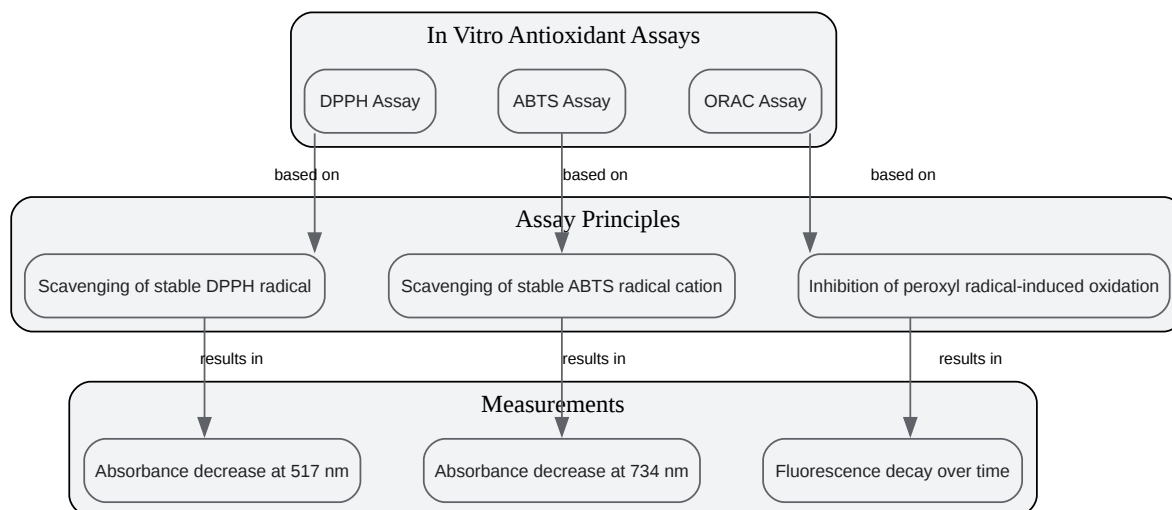 In Vitro Antioxidant Assays
DPPH Assay
ABTS Assay
ORAC Assay
based on
based on
based on
Assay Principles
Scavenging of stable DPPH radical
Scavenging of stable ABTS radical cation
Inhibition of peroxyl radical-induced oxidation
results in
results in
results in
Measurements
Absorbance decrease at 517 nm
Absorbance decrease at 734 nm
Fluorescence decay over time